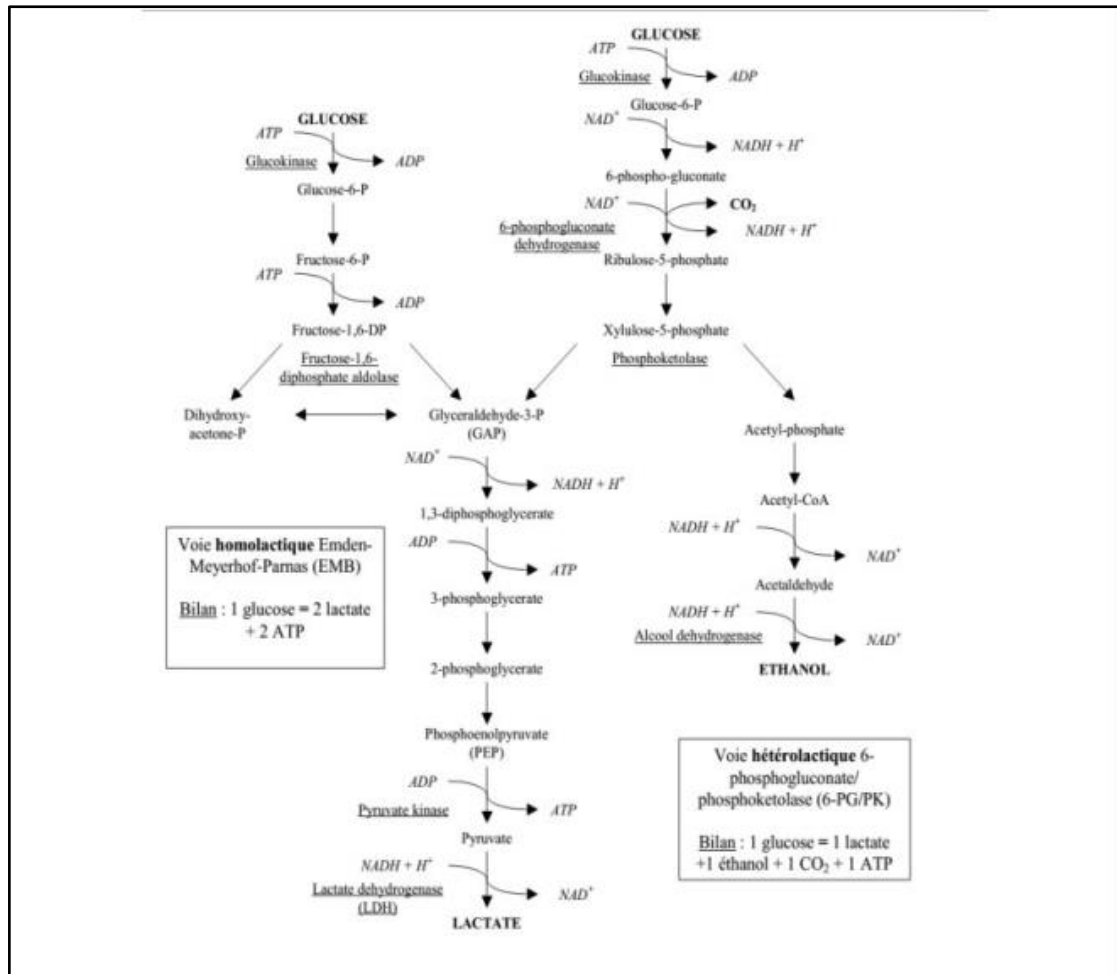 GLUCOSE
ATP
Glucokinase
ADP
Glucose-6-P
Fructose-6-P
ATP
ADP
Fructose-1,6-DP
Fructose-1,6-
diphosphate aldolase
Dihydroxy-
acetone-P
GLUCOSE
ATP
Glucokinase
ADP
Glucose-6-P
NAD⁺
NADH + H⁺
6-phospho-gluconate
NAD⁺
CO₂
6-phosphogluconate
dehydrogenase
NADH + H⁺
Ribulose-5-phosphate
Xylulose-5-phosphate
Phosphoketolase
Glyceraldehyde-3-P
(GAP)
NAD⁺
NADH + H⁺
1,3-diphosphoglycerate
ADP
ATP
3-phosphoglycerate
2-phosphoglycerate
Phosphoenolpyruvate
(PEP)
ADP
Pyruvate kinase
ATP
Pyruvate
NADH + H⁺
Lactate dehydrogenase
(LDH)
NAD⁺
LACTATE
Acetyl-phosphate
Acetyl-CoA
NADH + H⁺
NAD⁺
Acetaldehyde
NADH + H⁺
Alcool dehydrogenase
NAD⁺
ETHANOL
Voie homolactique Emden-
Meyerhof-Parnas (EMB)
Bilan : 1 glucose = 2 lactate
+ 2 ATP
Voie hétérolactique 6-
phosphogluconate/
phosphoketolase (6-PG/PK)
Bilan : 1 glucose = 1 lactate
+1 éthanol + 1 CO₂ + 1 ATP